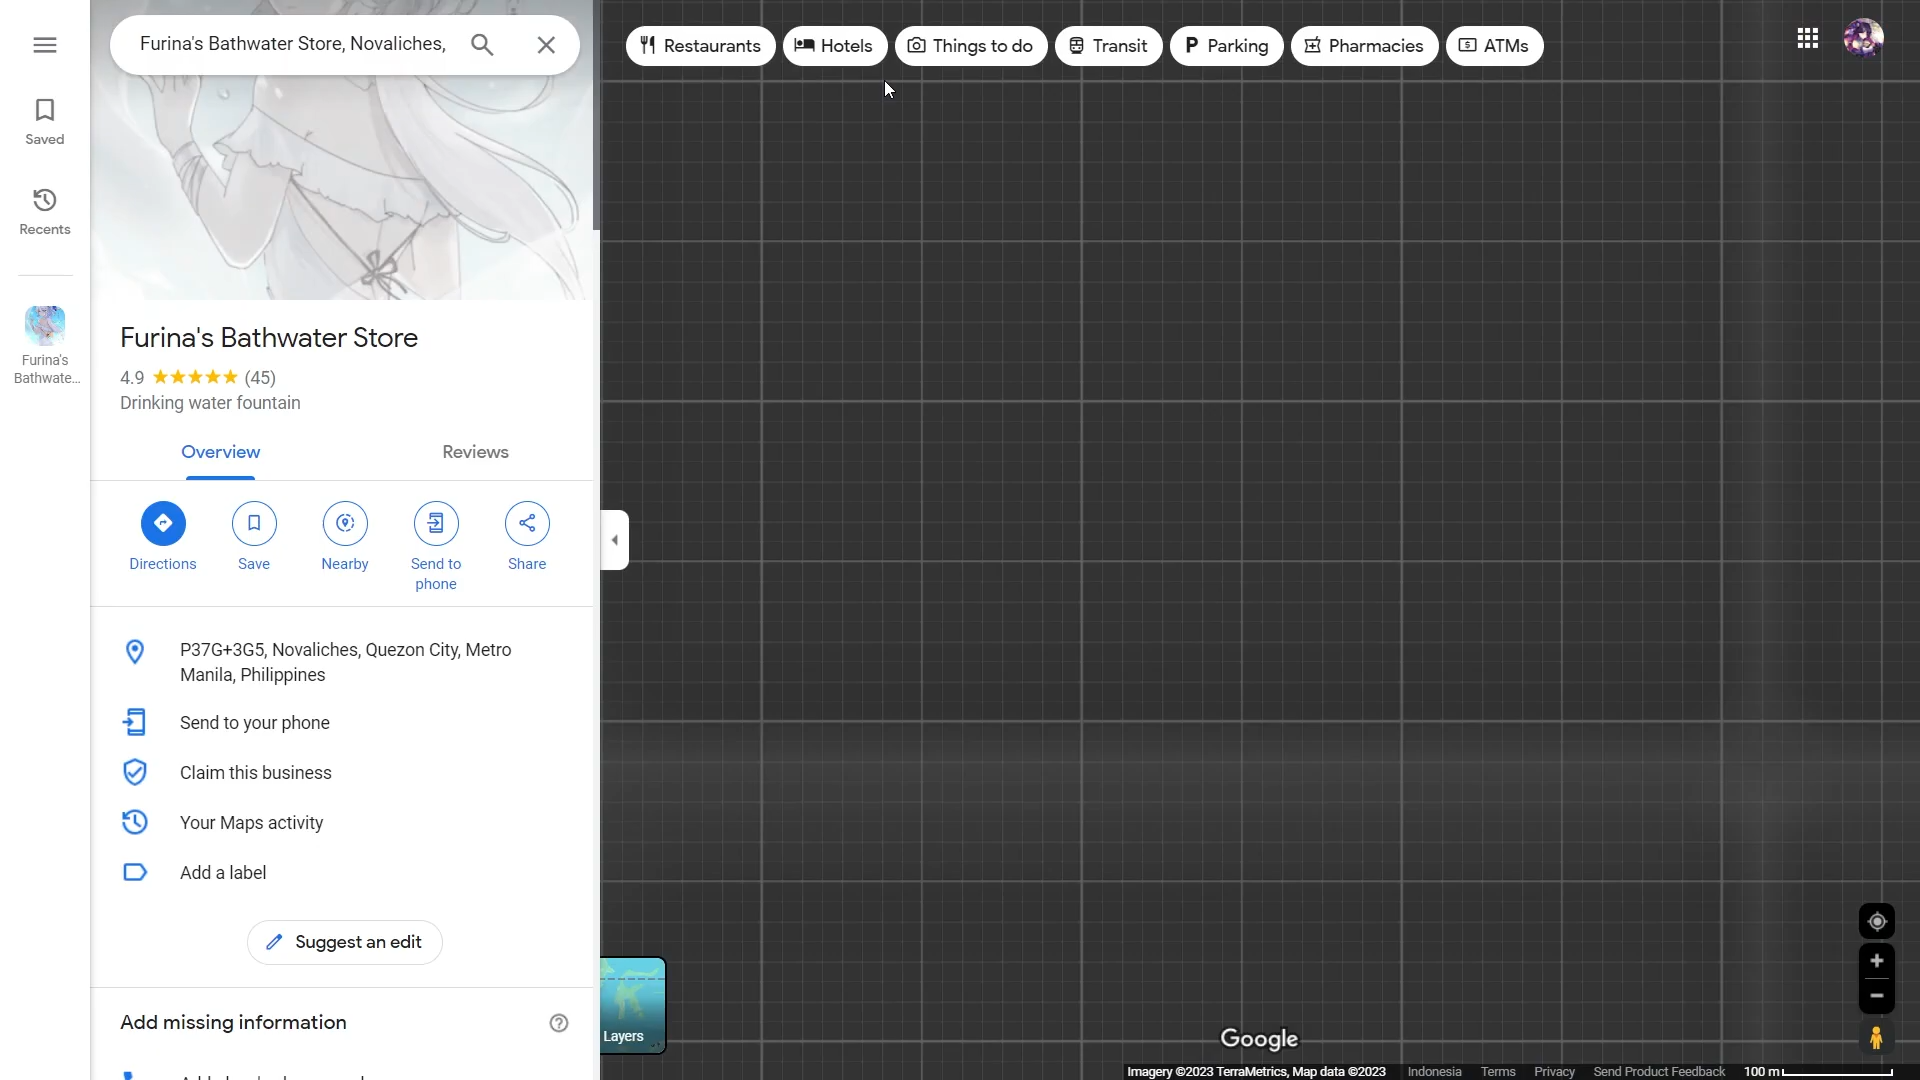 Furina's Bathwater Store, Novaliches,
Restaurants
Hotels
Things to do
Transit
Parking
Pharmacies
ATMs
Saved
Recents
Furina's
Bathwate...
Furina's Bathwater Store
4.9 (45)
Drinking water fountain
Overview
Reviews
Directions
Save
Nearby
Send to
phone
Share
P37G+3G5, Novaliches, Quezon City, Metro
Manila, Philippines
Send to your phone
Claim this business
Your Maps activity
Add a label
Suggest an edit
Add missing information
Layers
Google
Imagery ©2023 TerraMetrics, Map data ©2023
Indonesia
Terms
Privacy
Send Product Feedback
100 m